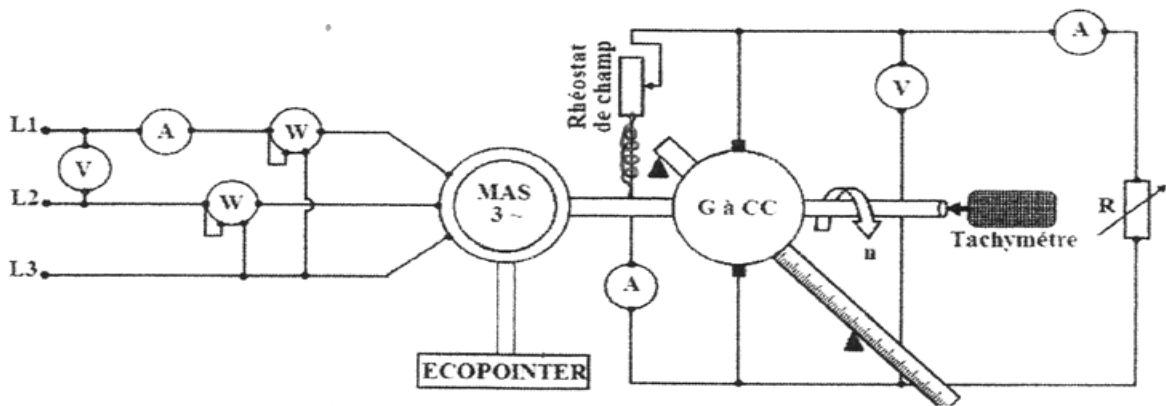 L1
L2
L3
A
V
W
W
MAS
3 ~
ECOPOINTER
Rhéostat
de champ
A
G à CC
n
Tachymétre
V
A
R